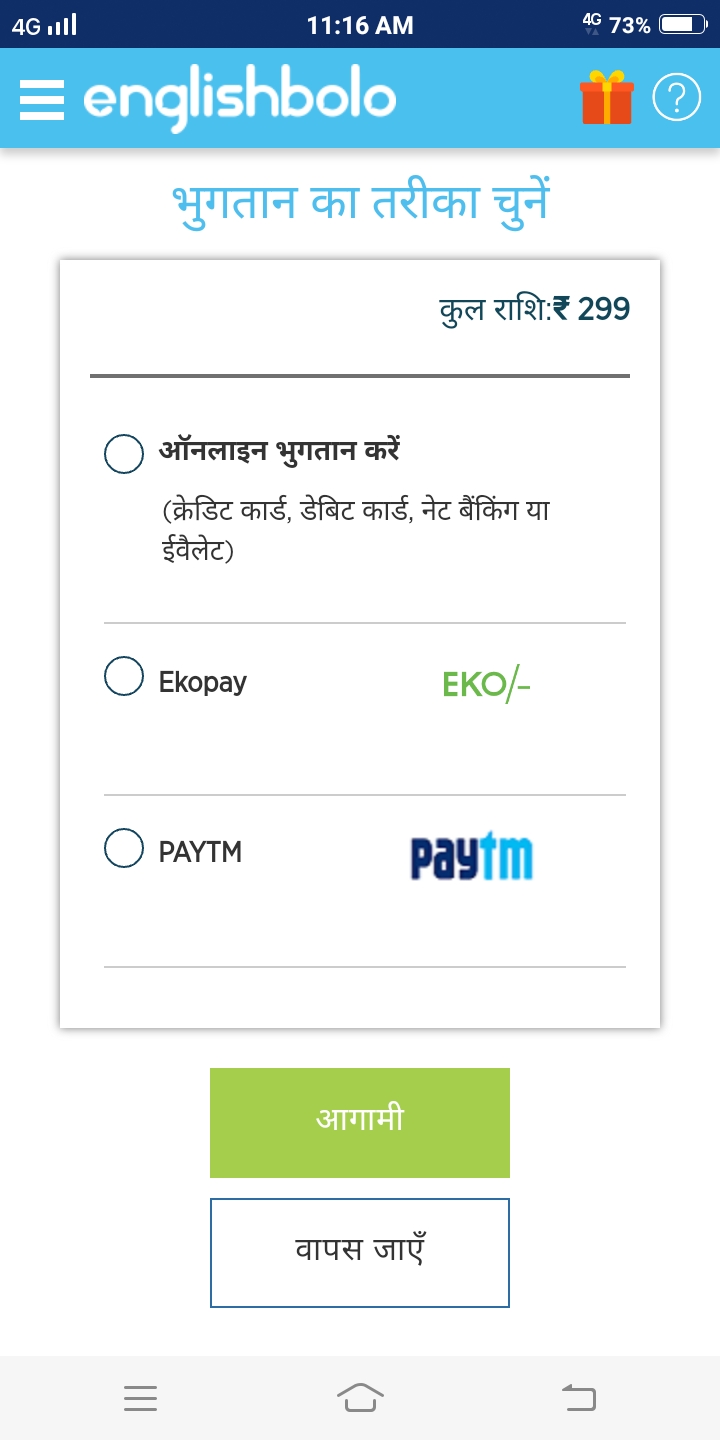 4G 11:16 AM 4G 73%
englishbolo ?
भुगतान का तरीका चुनें
कुल राशि:₹ 299
ऑनलाइन भुगतान करें
(क्रेडिट कार्ड, डेबिट कार्ड, नेट बैंकिंग या
ईवैलेट)
Ekopay EKO/-
PAYTM paytm
आगामी
वापस जाएँ